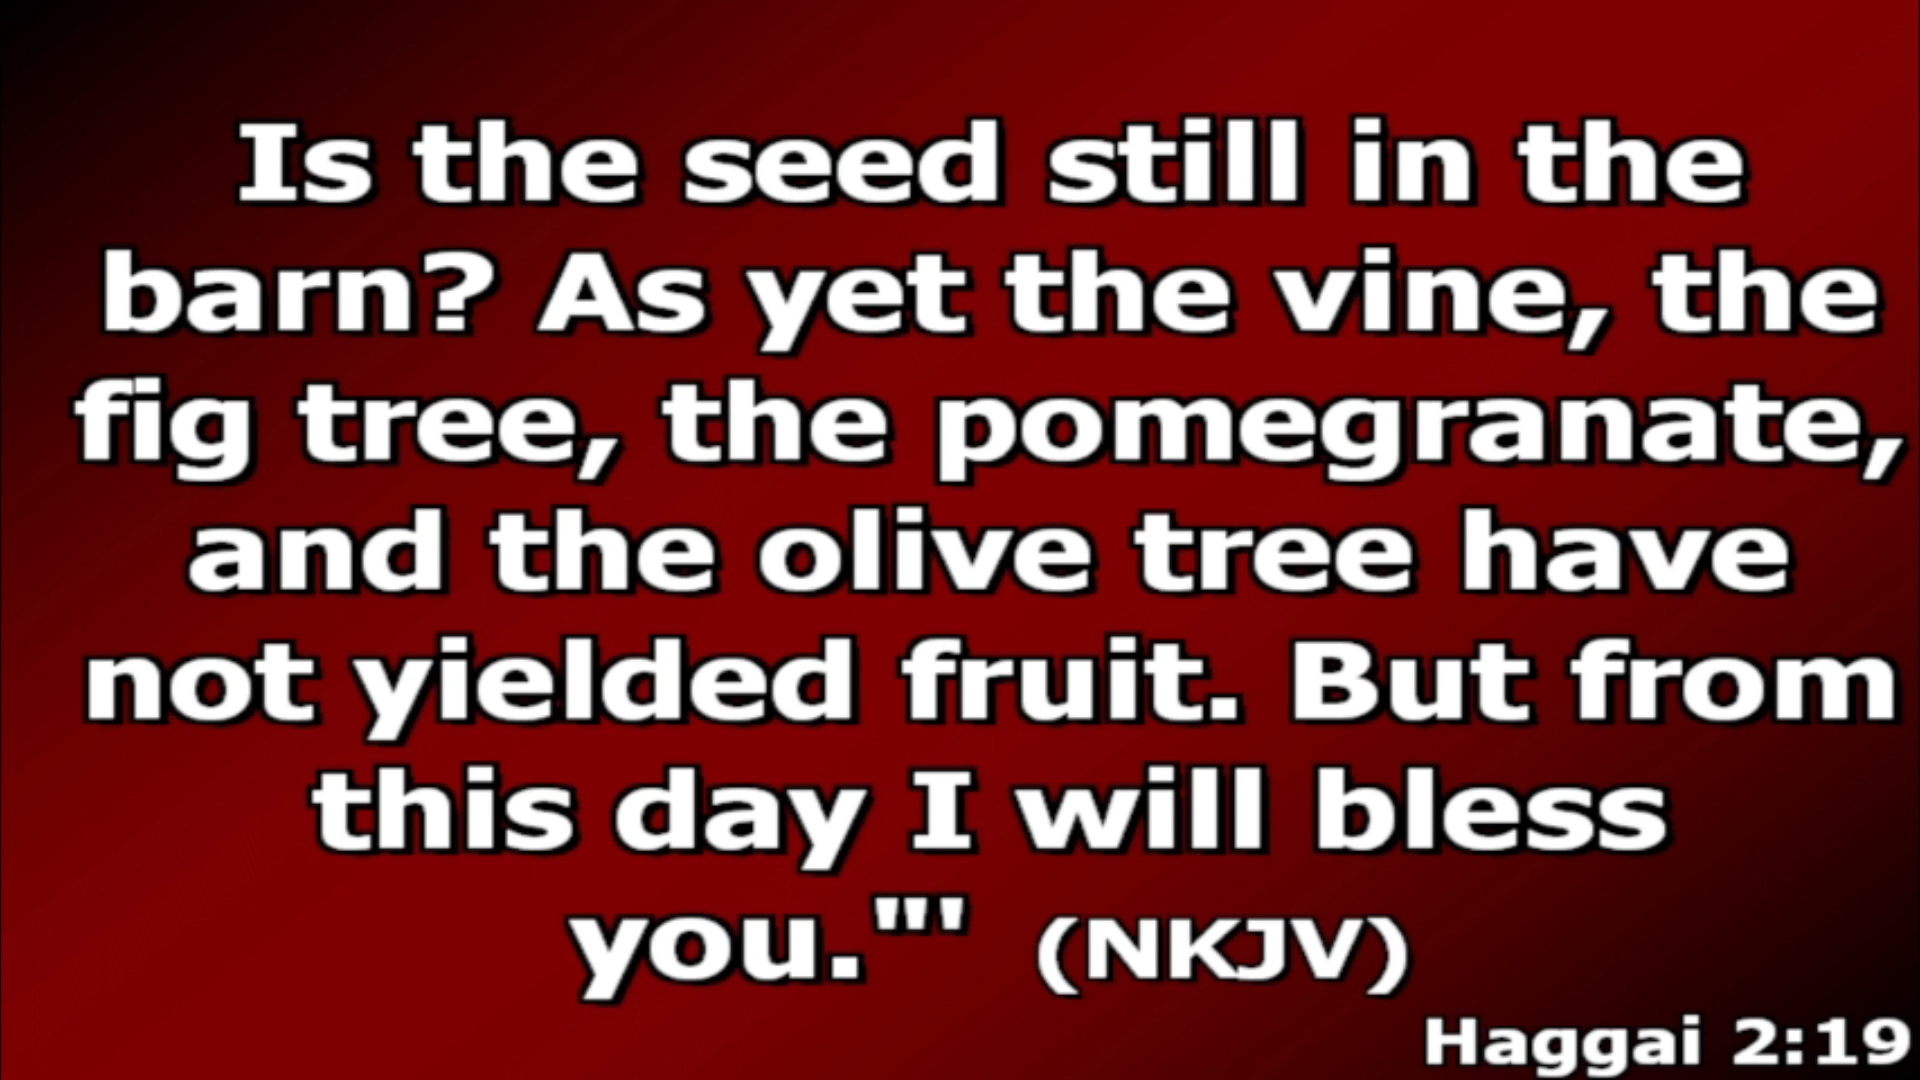 Is the seed still in the
barn? As yet the vine, the
fig tree, the pomegranate,
and the olive tree have
not yielded fruit. But from
this day I will bless
you."' (NKJV)
Haggai 2:19